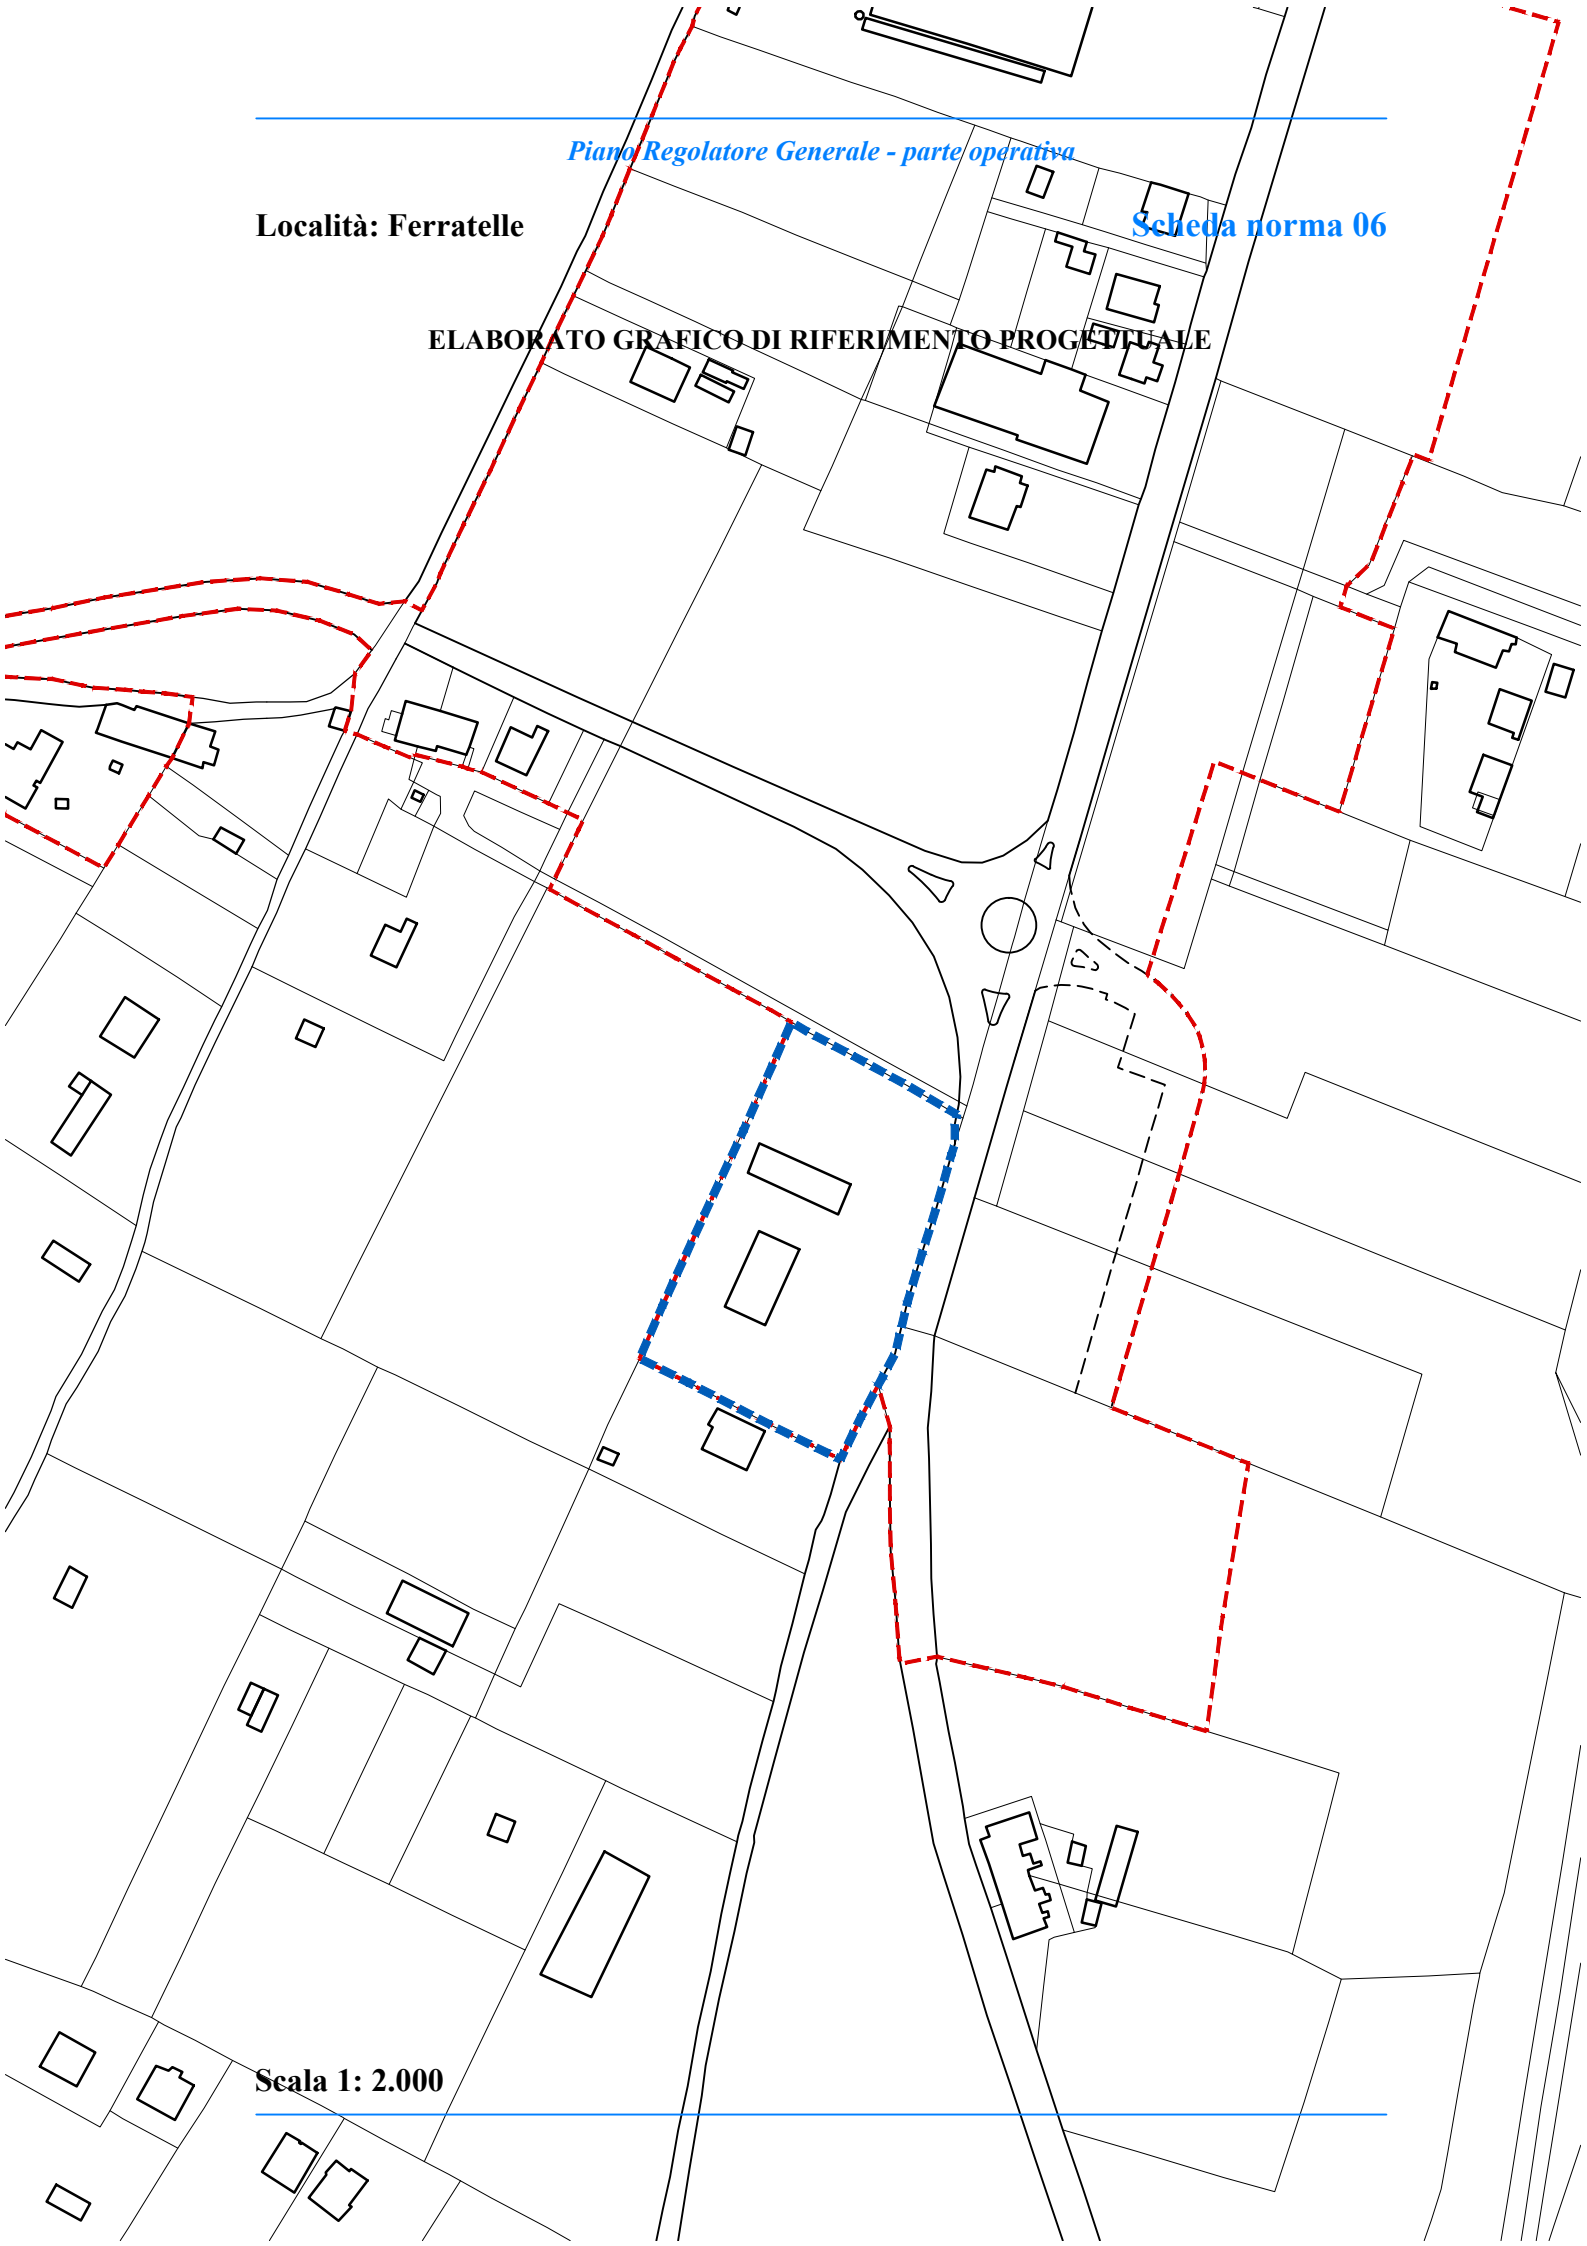 Piano Regolatore Generale - parte operativa
Località: Ferratelle
Scheda norma 06
ELABORATO GRAFICO DI RIFERIMENTO PROGETTUALE
Scala 1: 2.000